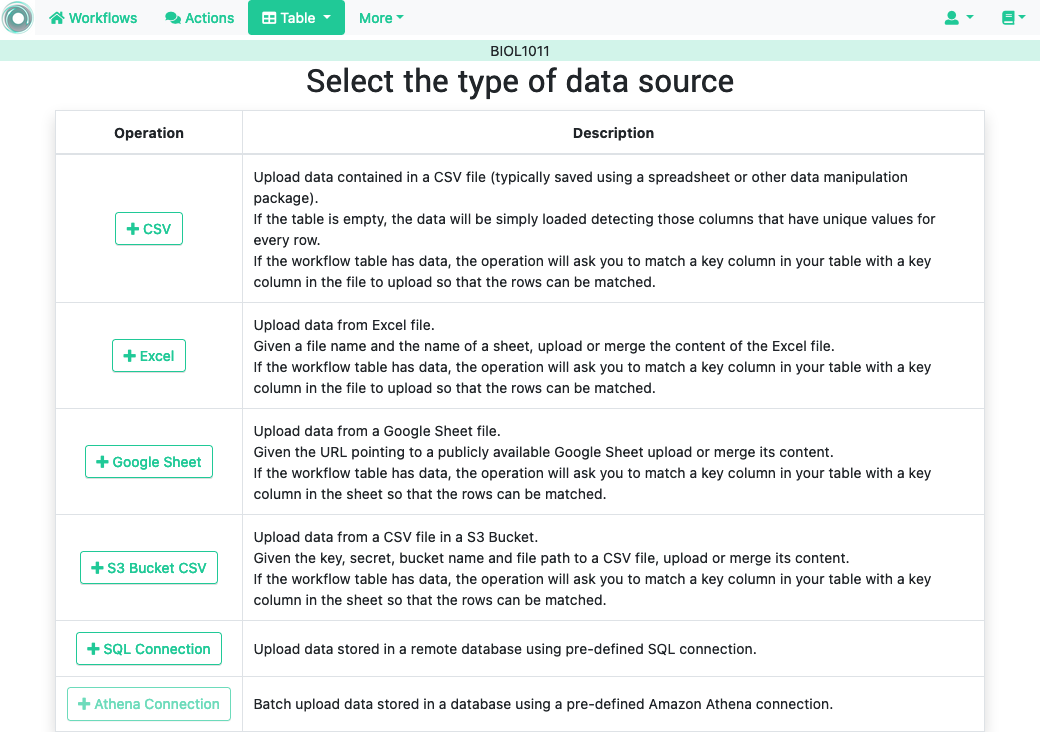 Workflows Actions Table More
BIOL1011
Select the type of data source
Operation Description
CSV
Upload data contained in a CSV file (typically saved using a spreadsheet or other data manipulation
package).
If the table is empty, the data will be simply loaded detecting those columns that have unique values for
every row.
If the workflow table has data, the operation will ask you to match a key column in your table with a key
column in the file to upload so that the rows can be matched.
Excel
Upload data from Excel file.
Given a file name and the name of a sheet, upload or merge the content of the Excel file.
If the workflow table has data, the operation will ask you to match a key column in your table with a key
column in the file to upload so that the rows can be matched.
Google Sheet
Upload data from a Google Sheet file.
Given the URL pointing to a publicly available Google Sheet upload or merge its content.
If the workflow table has data, the operation will ask you to match a key column in your table with a key
column in the sheet so that the rows can be matched.
S3 Bucket CSV
Upload data from a CSV file in a S3 Bucket.
Given the key, secret, bucket name and file path to a CSV file, upload or merge its content.
If the workflow table has data, the operation will ask you to match a key column in your table with a key
column in the sheet so that the rows can be matched.
SQL Connection
Upload data stored in a remote database using pre-defined SQL connection.
Athena Connection
Batch upload data stored in a database using a pre-defined Amazon Athena connection.